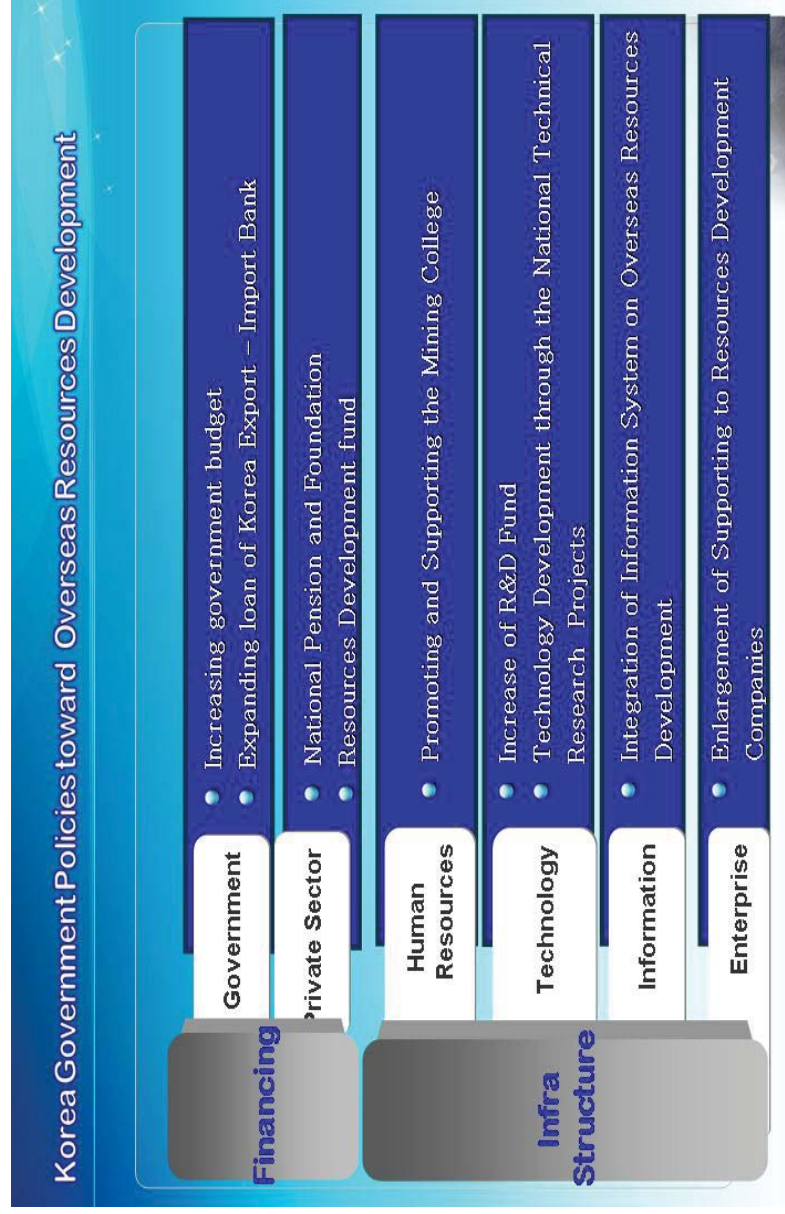 Korea Government Policies toward Overseas Resources Development
Financing
Government
Increasing government budget
Expanding loan of Korea Export – Import Bank
Private Sector
National Pension and Foundation
Resources Development fund
Infra
Structure
Human
Resources
Promoting and Supporting the Mining College
Technology
Increase of R&D Fund
Technology Development through the National Technical
Research Projects
Information
Integration of Information System on Overseas Resources
Development
Enterprise
Enlargement of Supporting to Resources Development
Companies